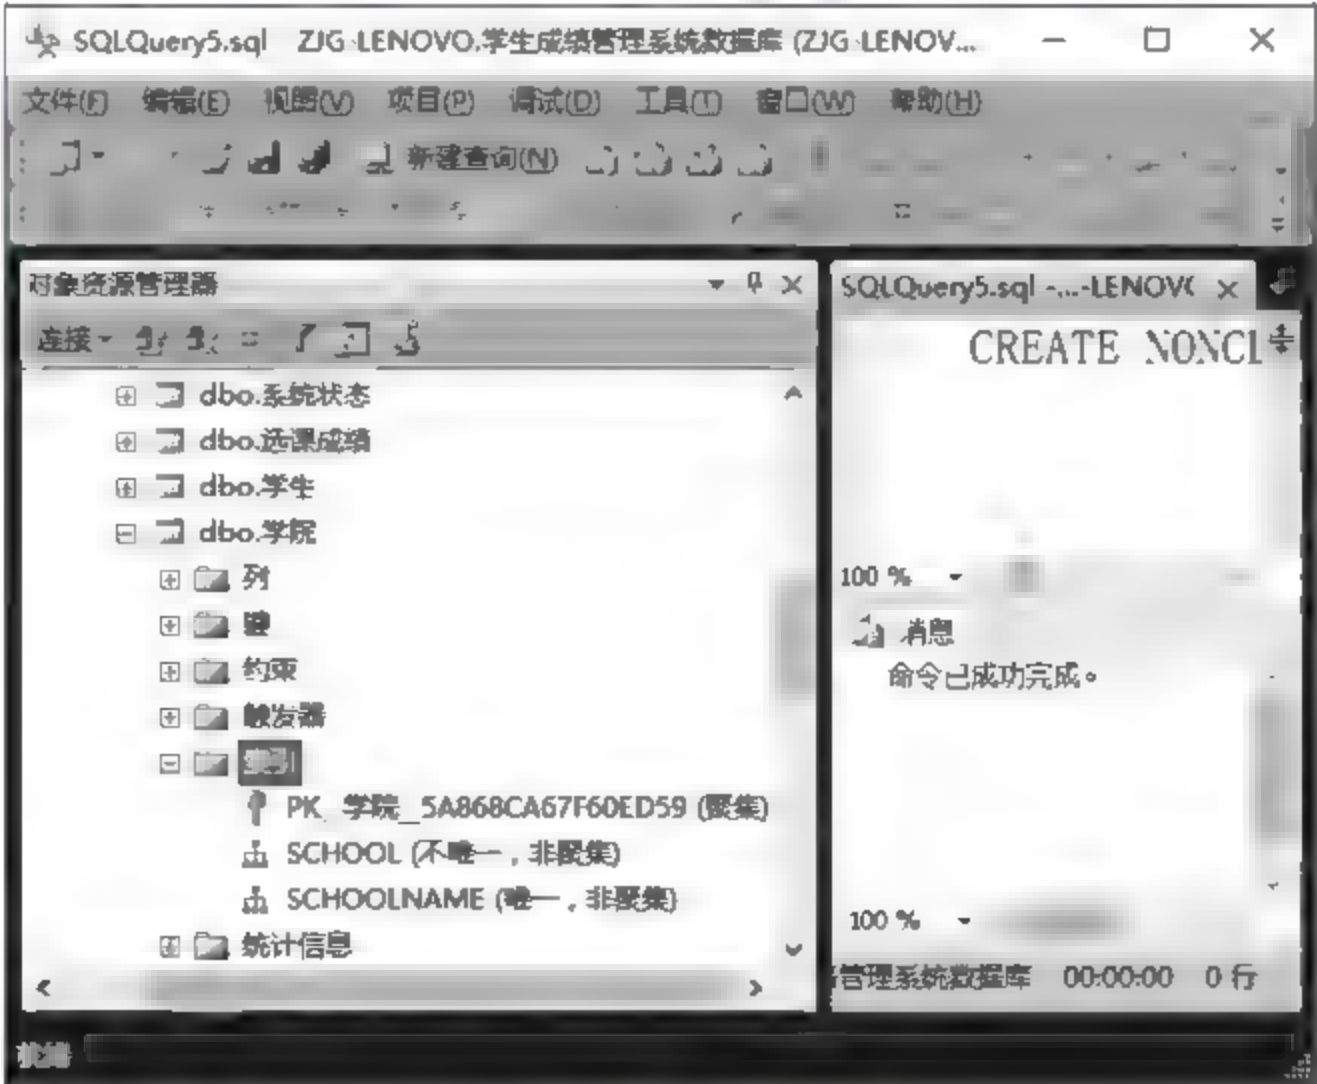 SQLQuery5.sql ZJG-LENOVO.学生成绩管理系统数据库 (ZJG-LENOV...
文件(F) 编辑(E) 视图(V) 项目(P) 调试(D) 工具(T) 窗口(W) 帮助(H)
新建查询(N)
对象资源管理器
连接
dbo.系统状态
dbo.选课成绩
dbo.学生
dbo.学院
列
键
约束
触发器
索引
PK_学院_5A868CA67F60ED59 (聚集)
SCHOOL (不唯一，非聚集)
SCHOOLNAME (唯一，非聚集)
统计信息
SQLQuery5.sql -...-LENOVO
CREATE NONCl
100 %
消息
命令已成功完成。
100 %
管理系统数据库 00:00:00 0 行
就绪